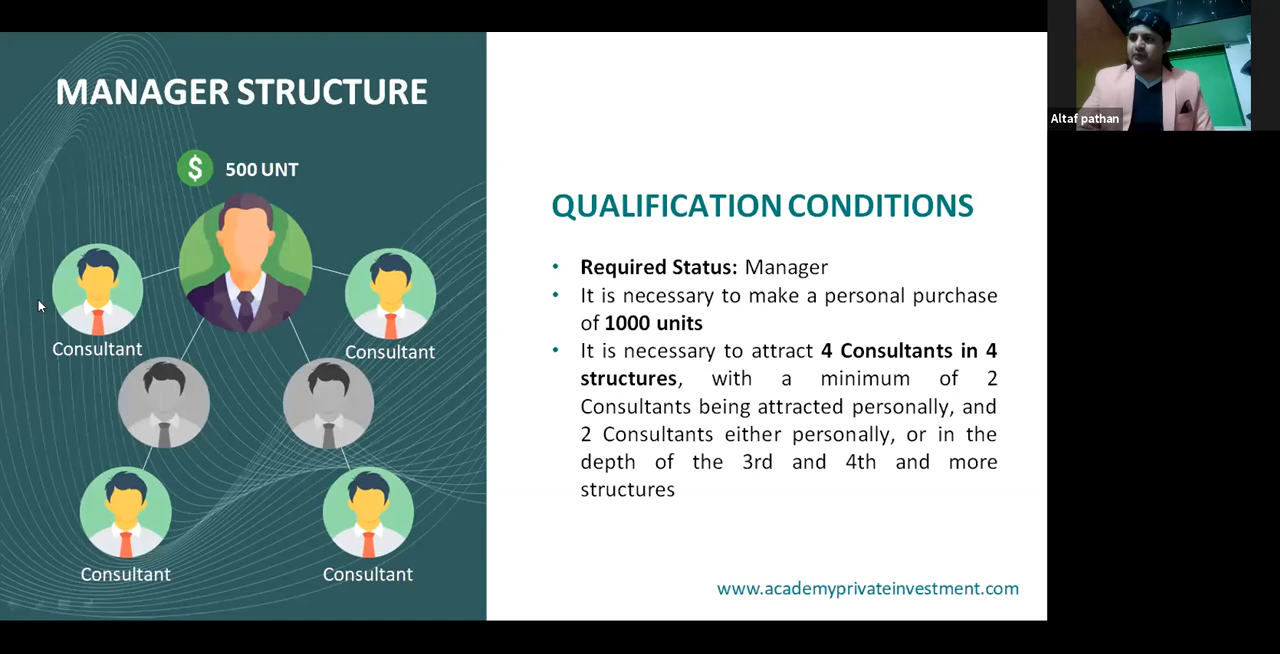 MANAGER STRUCTURE
$ 500 UNT
Consultant
Consultant
Consultant
Consultant
QUALIFICATION CONDITIONS
• Required Status: Manager
• It is necessary to make a personal purchase
of 1000 units
• It is necessary to attract 4 Consultants in 4
structures, with a minimum of 2
Consultants being attracted personally, and
2 Consultants either personally, or in the
depth of the 3rd and 4th and more
structures
www.academyprivateinvestment.com
Altaf pathan